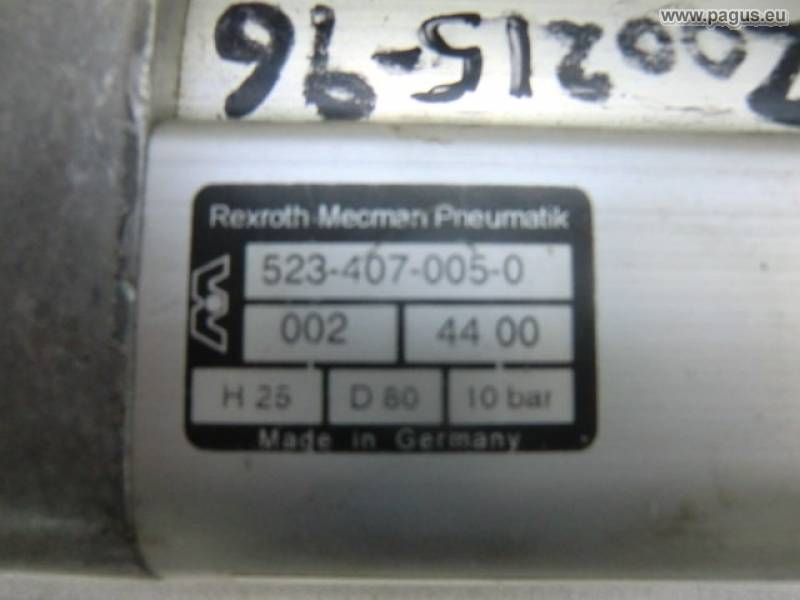 www.pagus.eu
200215-96
Rexroth Mecman Pneumatik
523-407-005-0
002 44 00
H 25 D 80 10 bar
Made in Germany